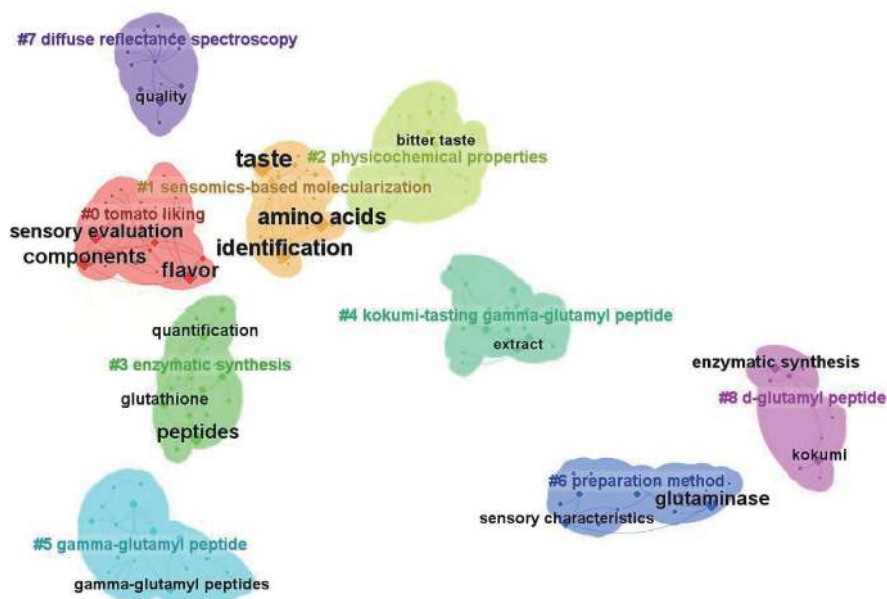 #7 diffuse reflectance spectroscopy
quality
bitter taste
taste
#2 physicochemical properties
#1 sensomics-based molecularization
#0 tomato liking
amino acids
sensory evaluation
identification
components
flavor
#4 kokumi-tasting gamma-glutamyl peptide
quantification
extract
enzymatic synthesis
#3 enzymatic synthesis
#8 d-glutamyl peptide
glutathione
peptides
kokumi
#6 preparation method
glutaminase
sensory characteristics
#5 gamma-glutamyl peptide
gamma-glutamyl peptides